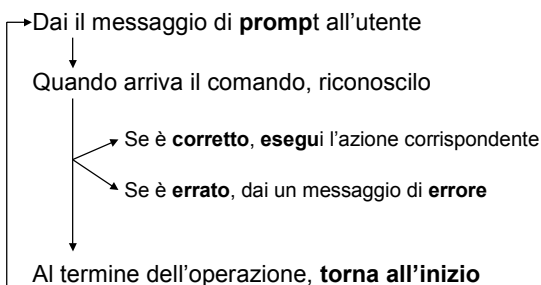 Dai il messaggio di prompt all'utente
Quando arriva il comando, riconoscilo
Se è corretto, esegui l'azione corrispondente
Se è errato, dai un messaggio di errore
Al termine dell'operazione, torna all'inizio